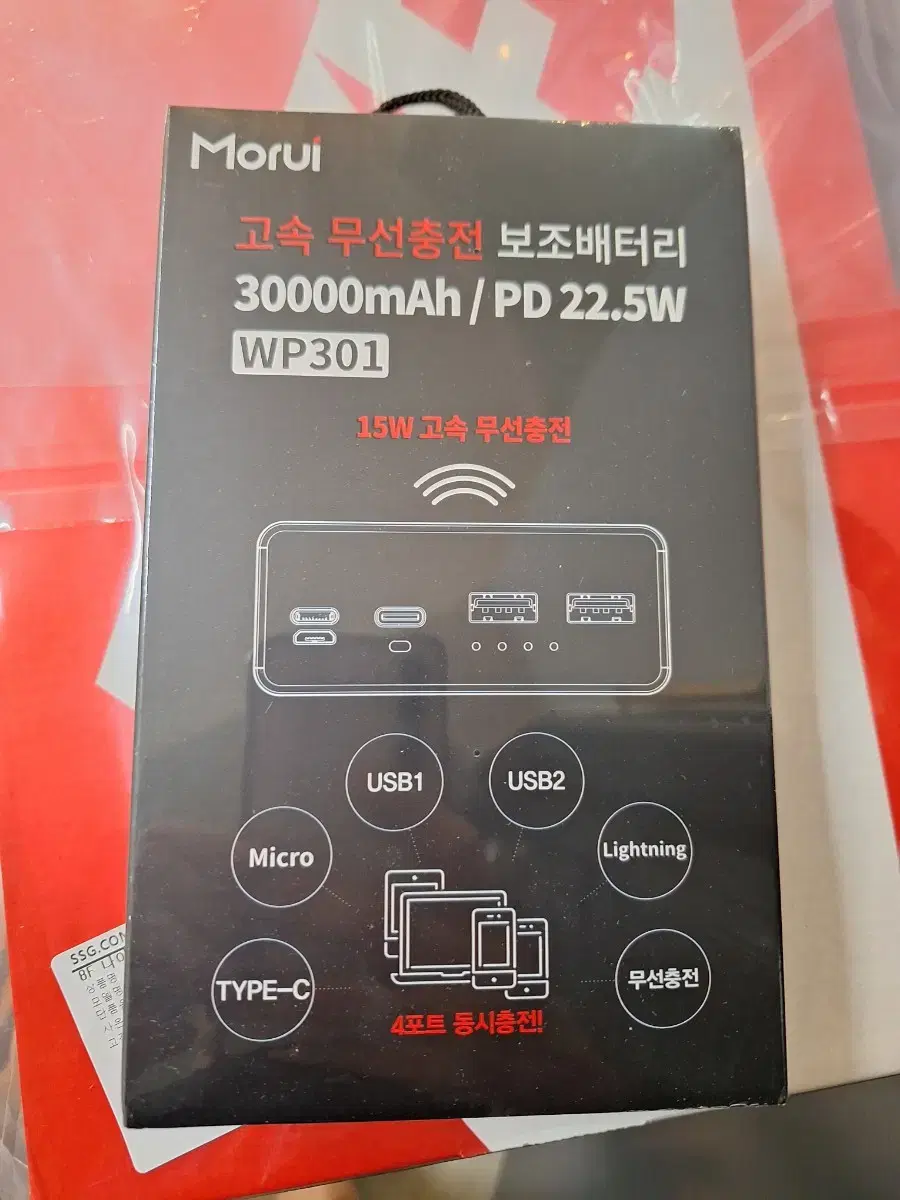 Morui
고속 무선충전 보조배터리
30000mAh / PD 22.5W
WP301
15W 고속 무선충전
USB1
USB2
Micro
Lightning
TYPE-C
무선충전
4포트 동시충전!
SSG.COM